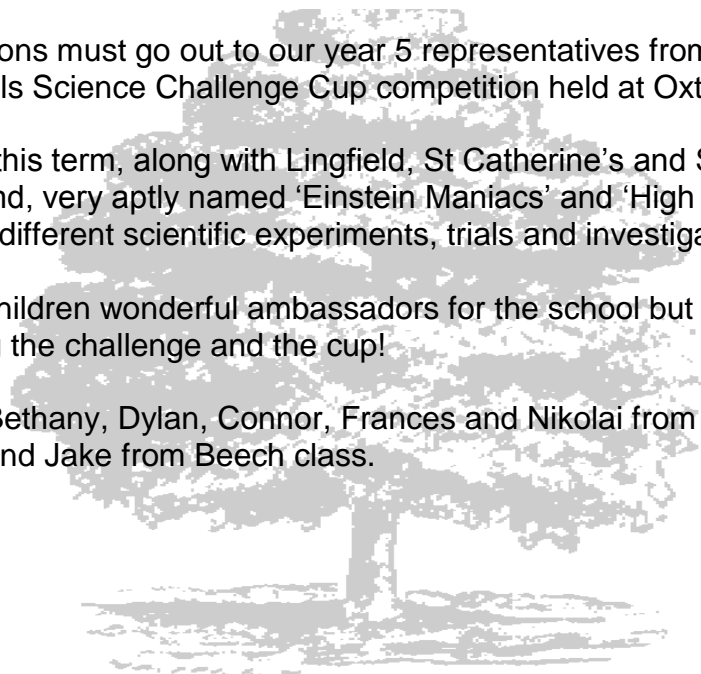 ons must go out to our year 5 representatives from
ls Science Challenge Cup competition held at Oxt
this term, along with Lingfield, St Catherine's and S
nd, very aptly named 'Einstein Maniacs' and 'High
different scientific experiments, trials and investiga
hildren wonderful ambassadors for the school but
the challenge and the cup!
Bethany, Dylan, Connor, Frances and Nikolai from
nd Jake from Beech class.